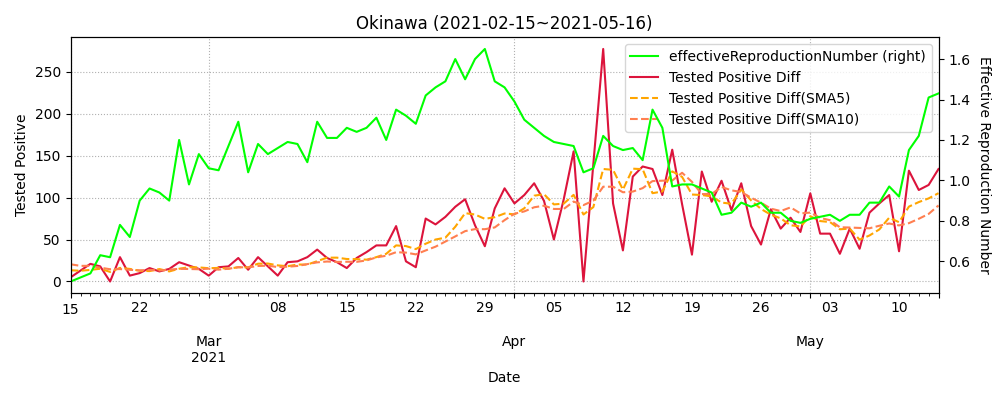 Okinawa (2021-02-15~2021-05-16)
effectiveReproductionNumber (right)
Tested Positive Diff
Tested Positive Diff(SMA5)
Tested Positive Diff(SMA10)
Tested Positive
250
200
150
100
50
0
Effective Reproduction Number
1.6
1.4
1.2
1.0
0.8
0.6
15 22 08 15 22 29 05 12 19 26 03 10
Mar Apr May
2021
Date